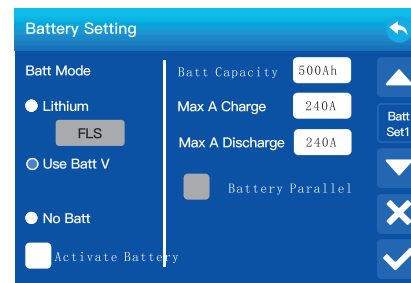 Battery Setting
Batt Mode
Lithium
FLS
Use Batt V
No Batt
Activate Battery
Batt Capacity 500Ah
Max A Charge 240A
Max A Discharge 240A
Battery Parallel
Batt
Set1